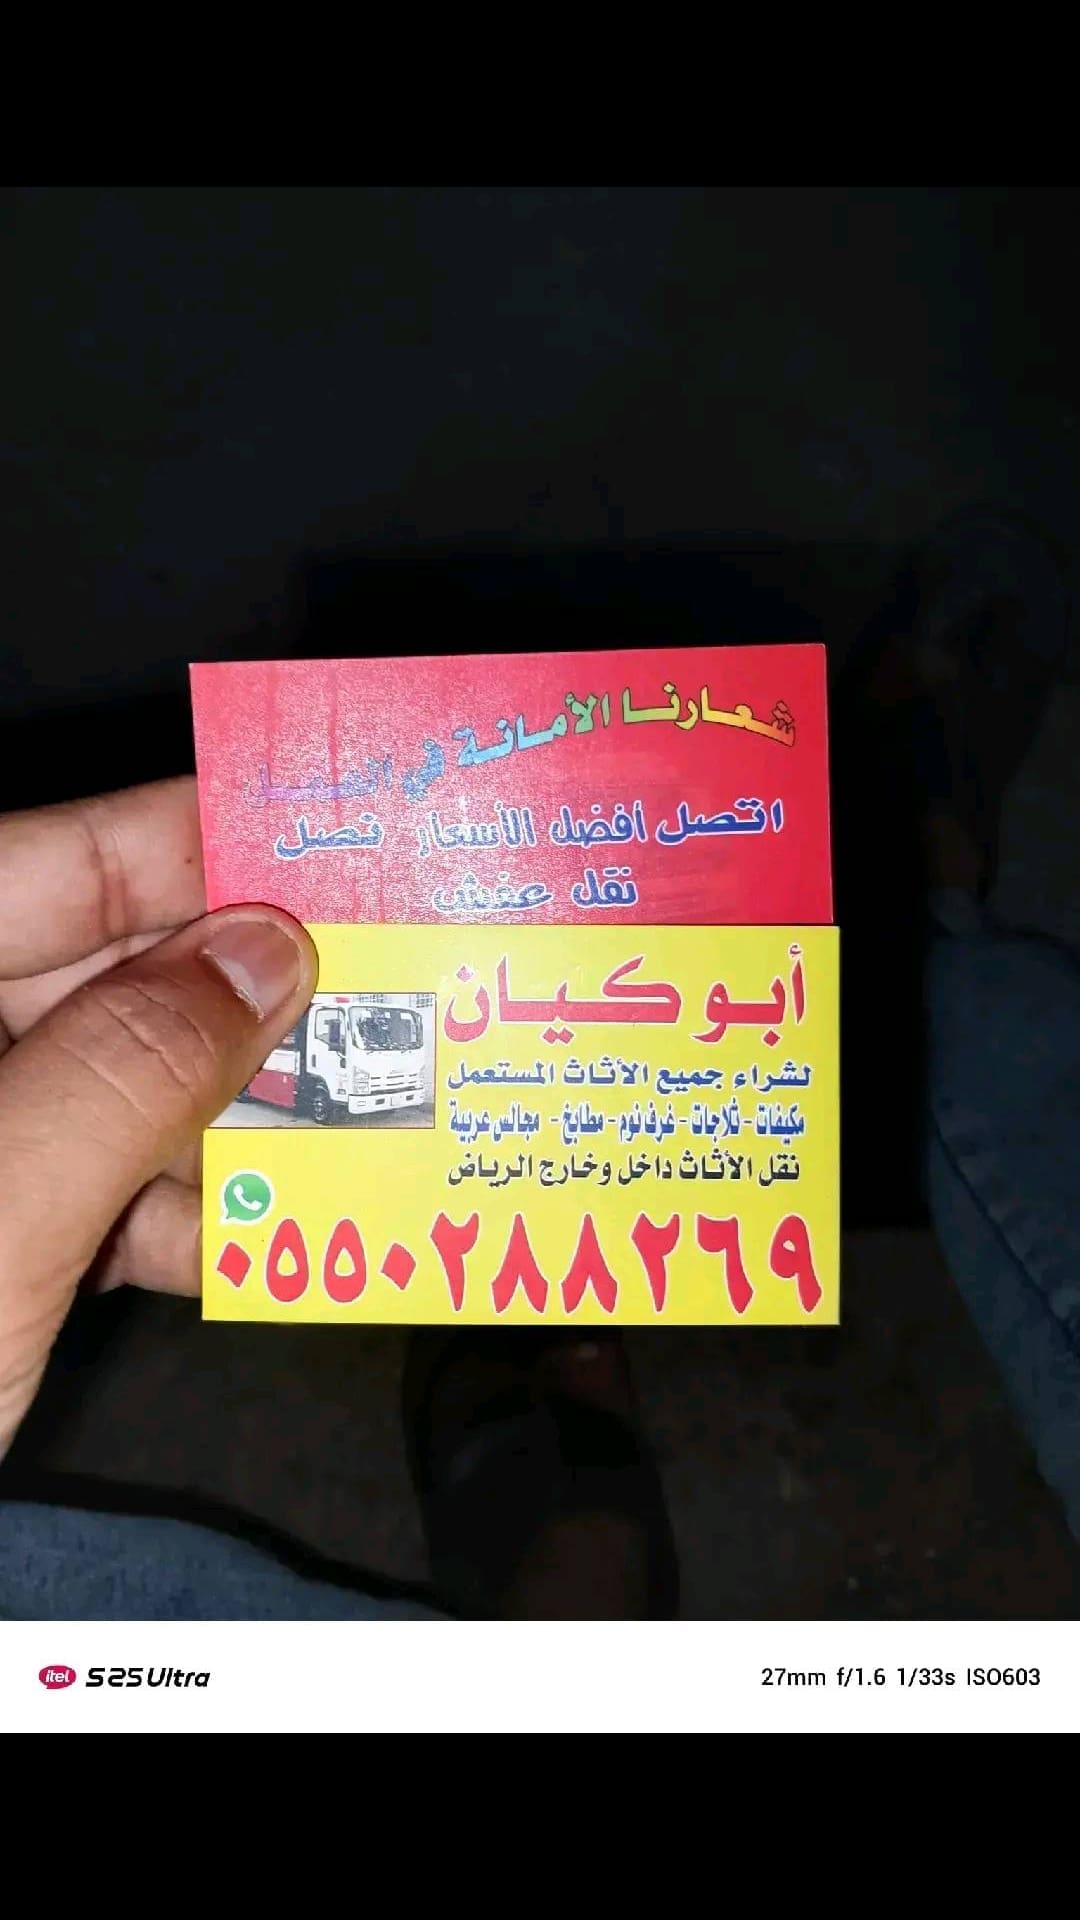 شعارنا الأمانة في العمل
اتصل أفضل الأسعار نصل
نقل عفش
أبو كيان
لشراء جميع الأثاث المستعمل
مكيفات - ثلاجات - غرف نوم - مطابخ - مجالس عربية
نقل الأثاث داخل وخارج الرياض
٠٥٥٠٢٨٨٢٦٩
itel S25 Ultra
27mm f/1.6 1/33s ISO603